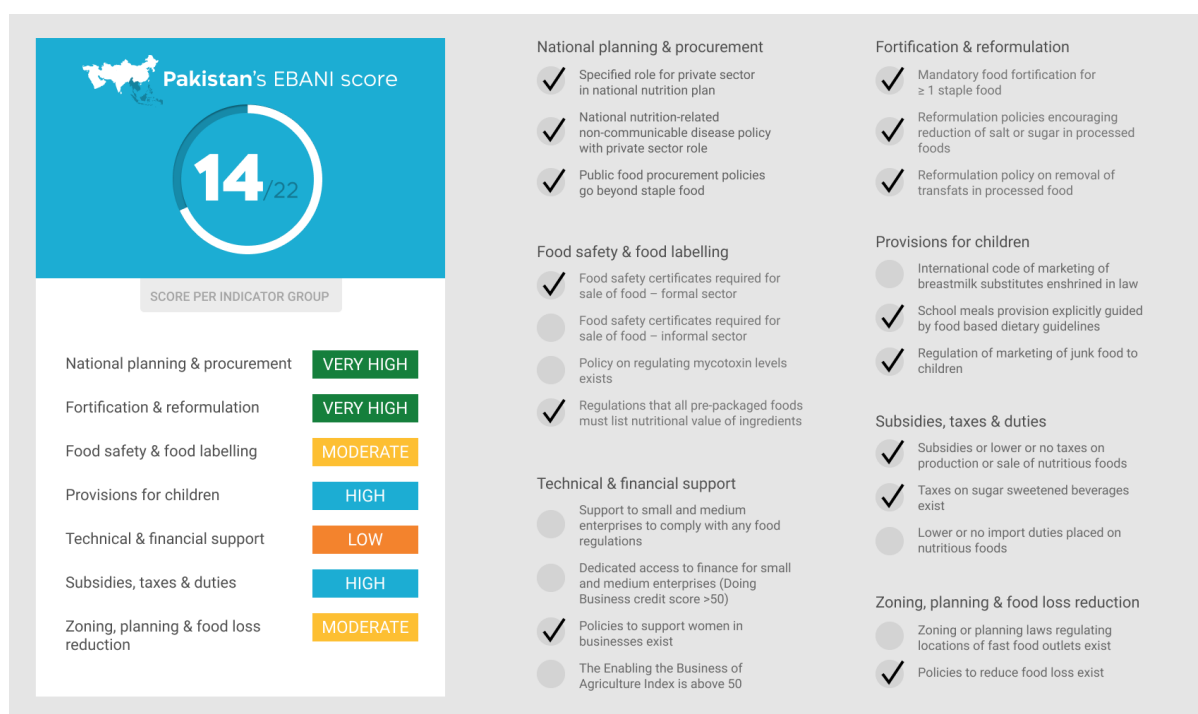 Pakistan's EBANI score
14/22
SCORE PER INDICATOR GROUP
National planning & procurement VERY HIGH
Fortification & reformulation VERY HIGH
Food safety & food labelling MODERATE
Provisions for children HIGH
Technical & financial support LOW
Subsidies, taxes & duties HIGH
Zoning, planning & food loss
reduction
MODERATE
National planning & procurement
Specified role for private sector
in national nutrition plan
National nutrition-related
non-communicable disease policy
with private sector role
Public food procurement policies
go beyond staple food
Food safety & food labelling
Food safety certificates required for
sale of food – formal sector
Food safety certificates required for
sale of food – informal sector
Policy on regulating mycotoxin levels
exists
Regulations that all pre-packaged foods
must list nutritional value of ingredients
Technical & financial support
Support to small and medium
enterprises to comply with any food
regulations
Dedicated access to finance for small
and medium enterprises (Doing
Business credit score >50)
Policies to support women in
businesses exist
The Enabling the Business of
Agriculture Index is above 50
Fortification & reformulation
Mandatory food fortification for
≥ 1 staple food
Reformulation policies encouraging
reduction of salt or sugar in processed
foods
Reformulation policy on removal of
transfats in processed food
Provisions for children
International code of marketing of
breastmilk substitutes enshrined in law
School meals provision explicitly guided
by food based dietary guidelines
Regulation of marketing of junk food to
children
Subsidies, taxes & duties
Subsidies or lower or no taxes on
production or sale of nutritious foods
Taxes on sugar sweetened beverages
exist
Lower or no import duties placed on
nutritious foods
Zoning, planning & food loss reduction
Zoning or planning laws regulating
locations of fast food outlets exist
Policies to reduce food loss exist